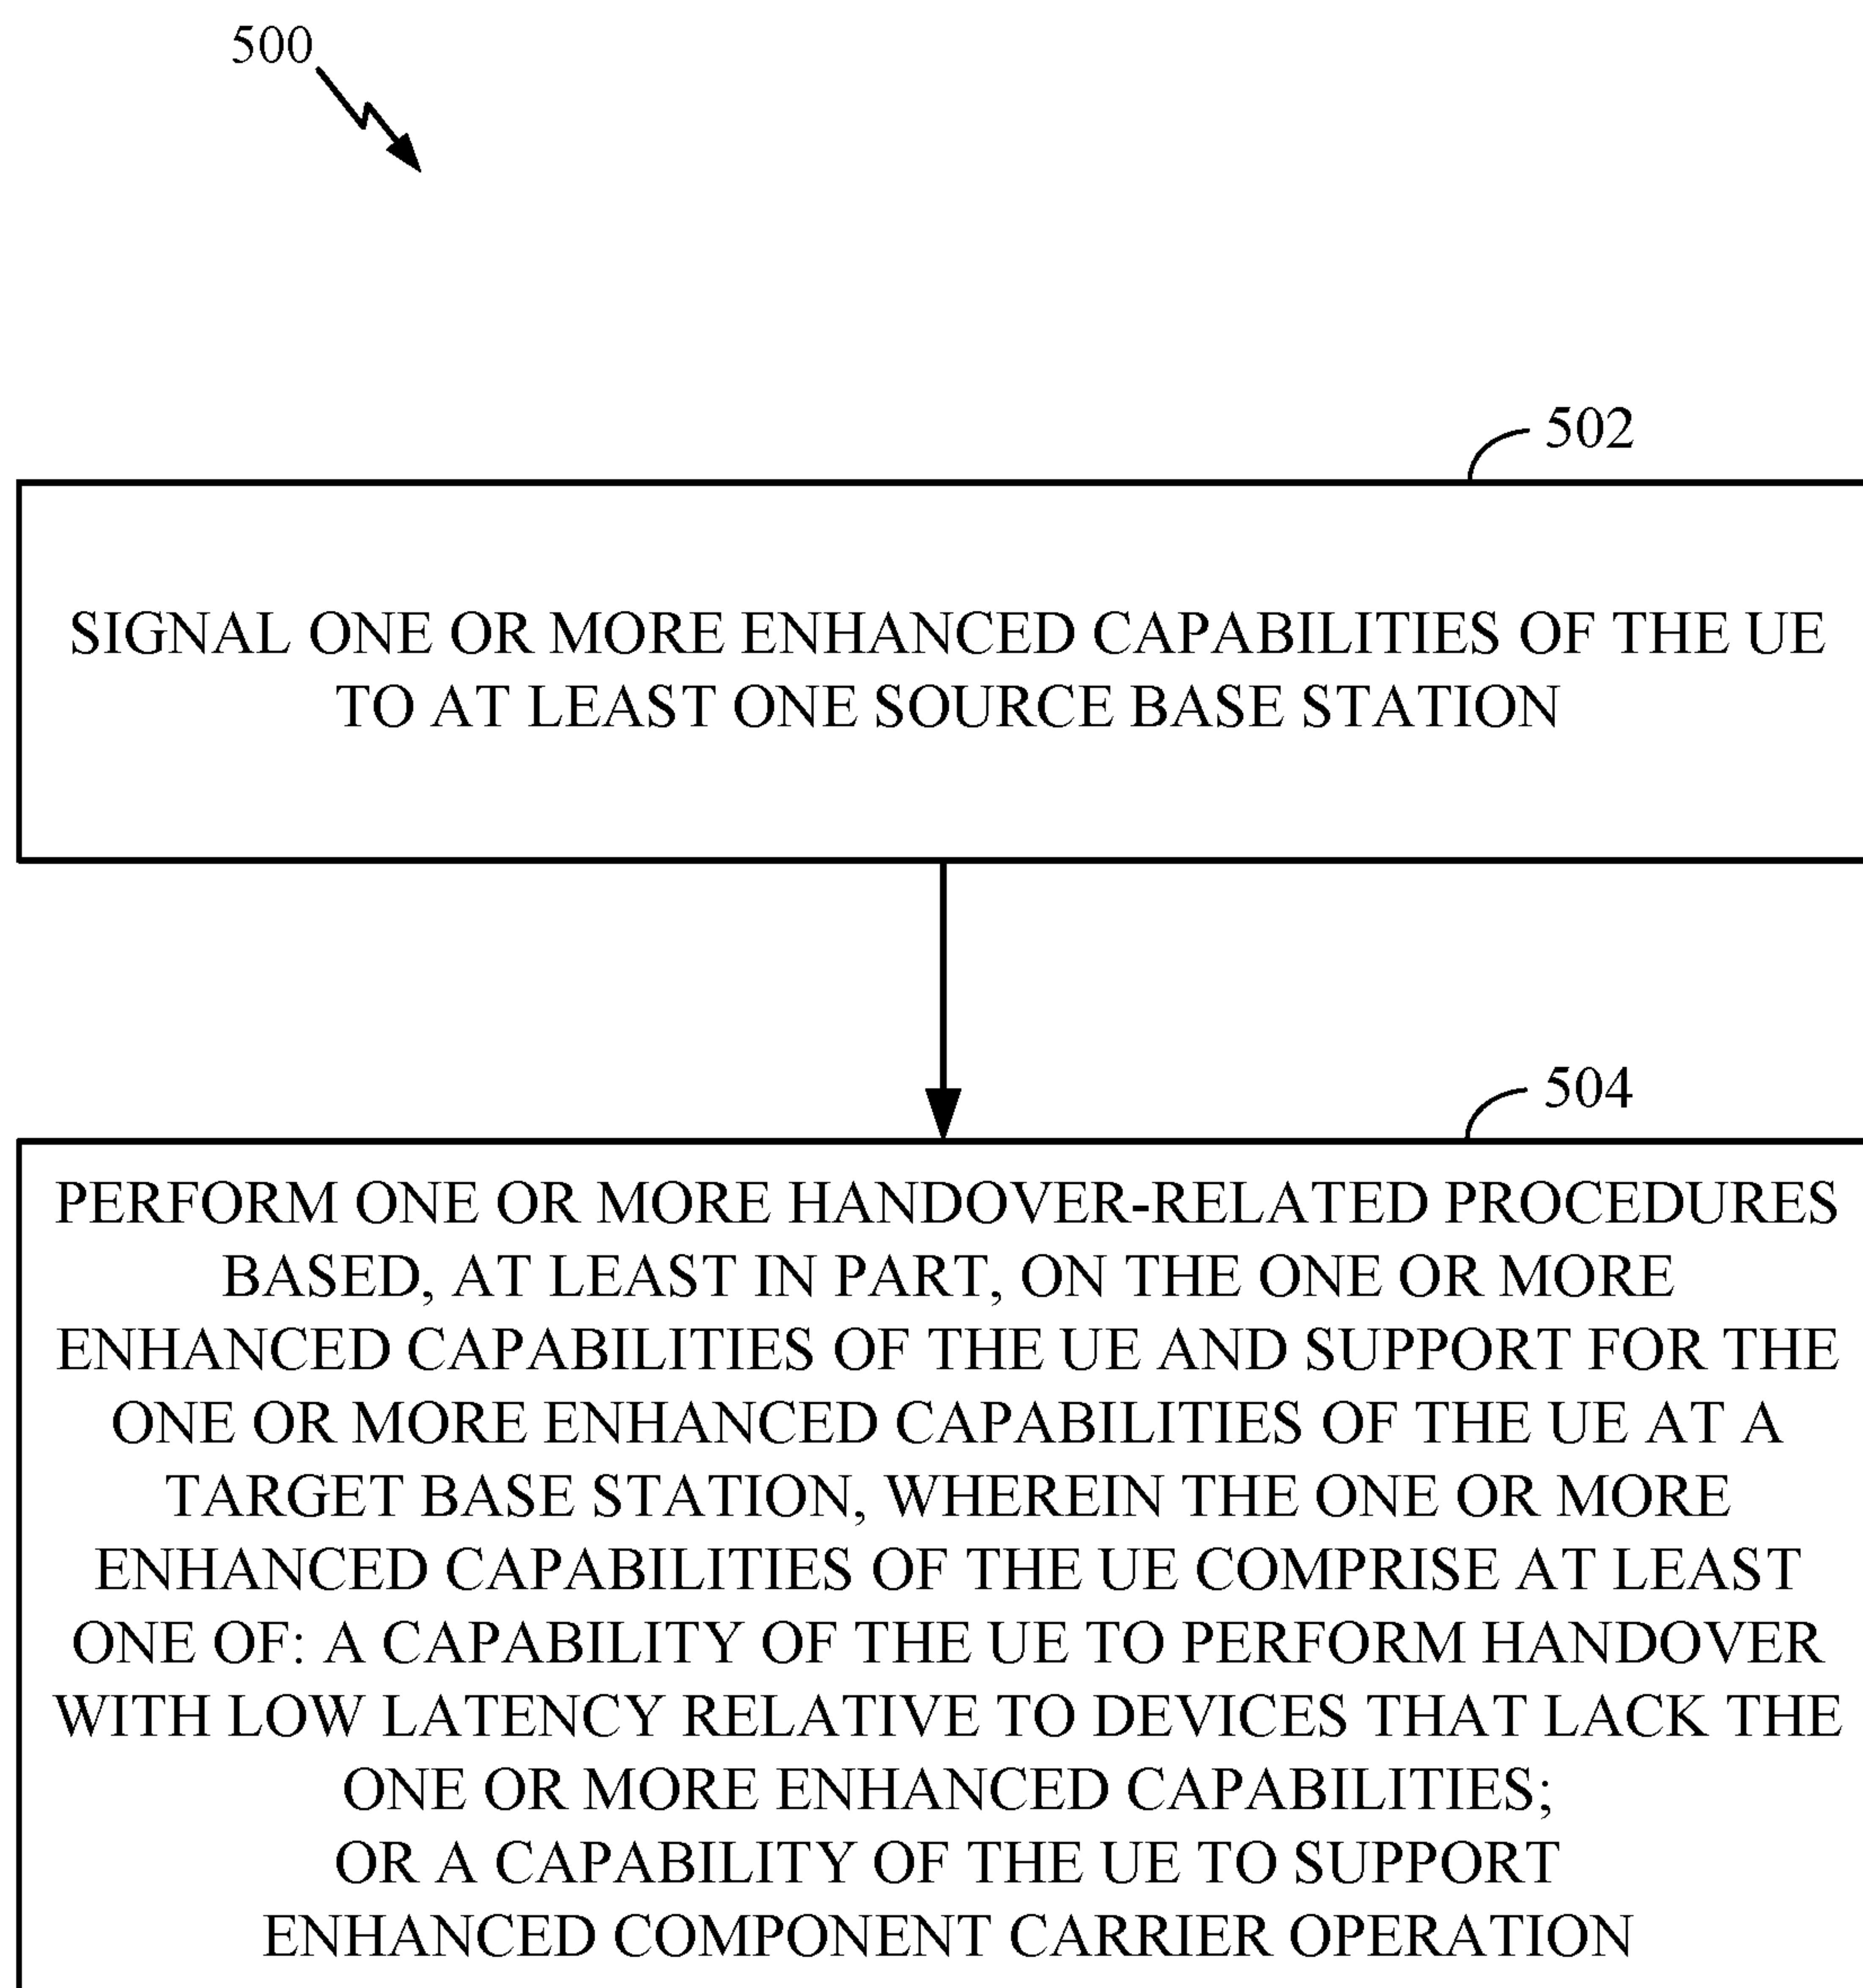 500
502
SIGNAL ONE OR MORE ENHANCED CAPABILITIES OF THE UE
TO AT LEAST ONE SOURCE BASE STATION
504
PERFORM ONE OR MORE HANDOVER-RELATED PROCEDURES
BASED, AT LEAST IN PART, ON THE ONE OR MORE
ENHANCED CAPABILITIES OF THE UE AND SUPPORT FOR THE
ONE OR MORE ENHANCED CAPABILITIES OF THE UE AT A
TARGET BASE STATION, WHEREIN THE ONE OR MORE
ENHANCED CAPABILITIES OF THE UE COMPRISE AT LEAST
ONE OF: A CAPABILITY OF THE UE TO PERFORM HANDOVER
WITH LOW LATENCY RELATIVE TO DEVICES THAT LACK THE
ONE OR MORE ENHANCED CAPABILITIES;
OR A CAPABILITY OF THE UE TO SUPPORT
ENHANCED COMPONENT CARRIER OPERATION